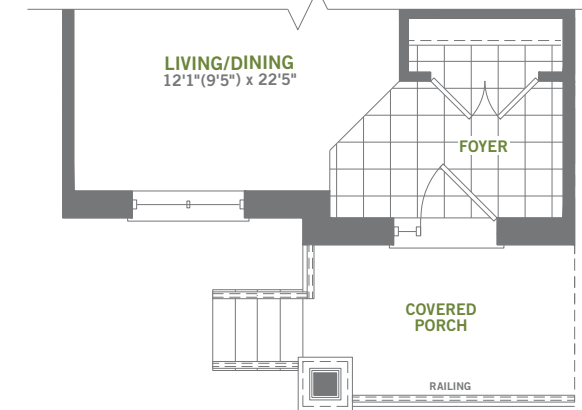 LIVING/DINING
12'1"(9'5") x 22'5"
FOYER
COVERED
PORCH
RAILING